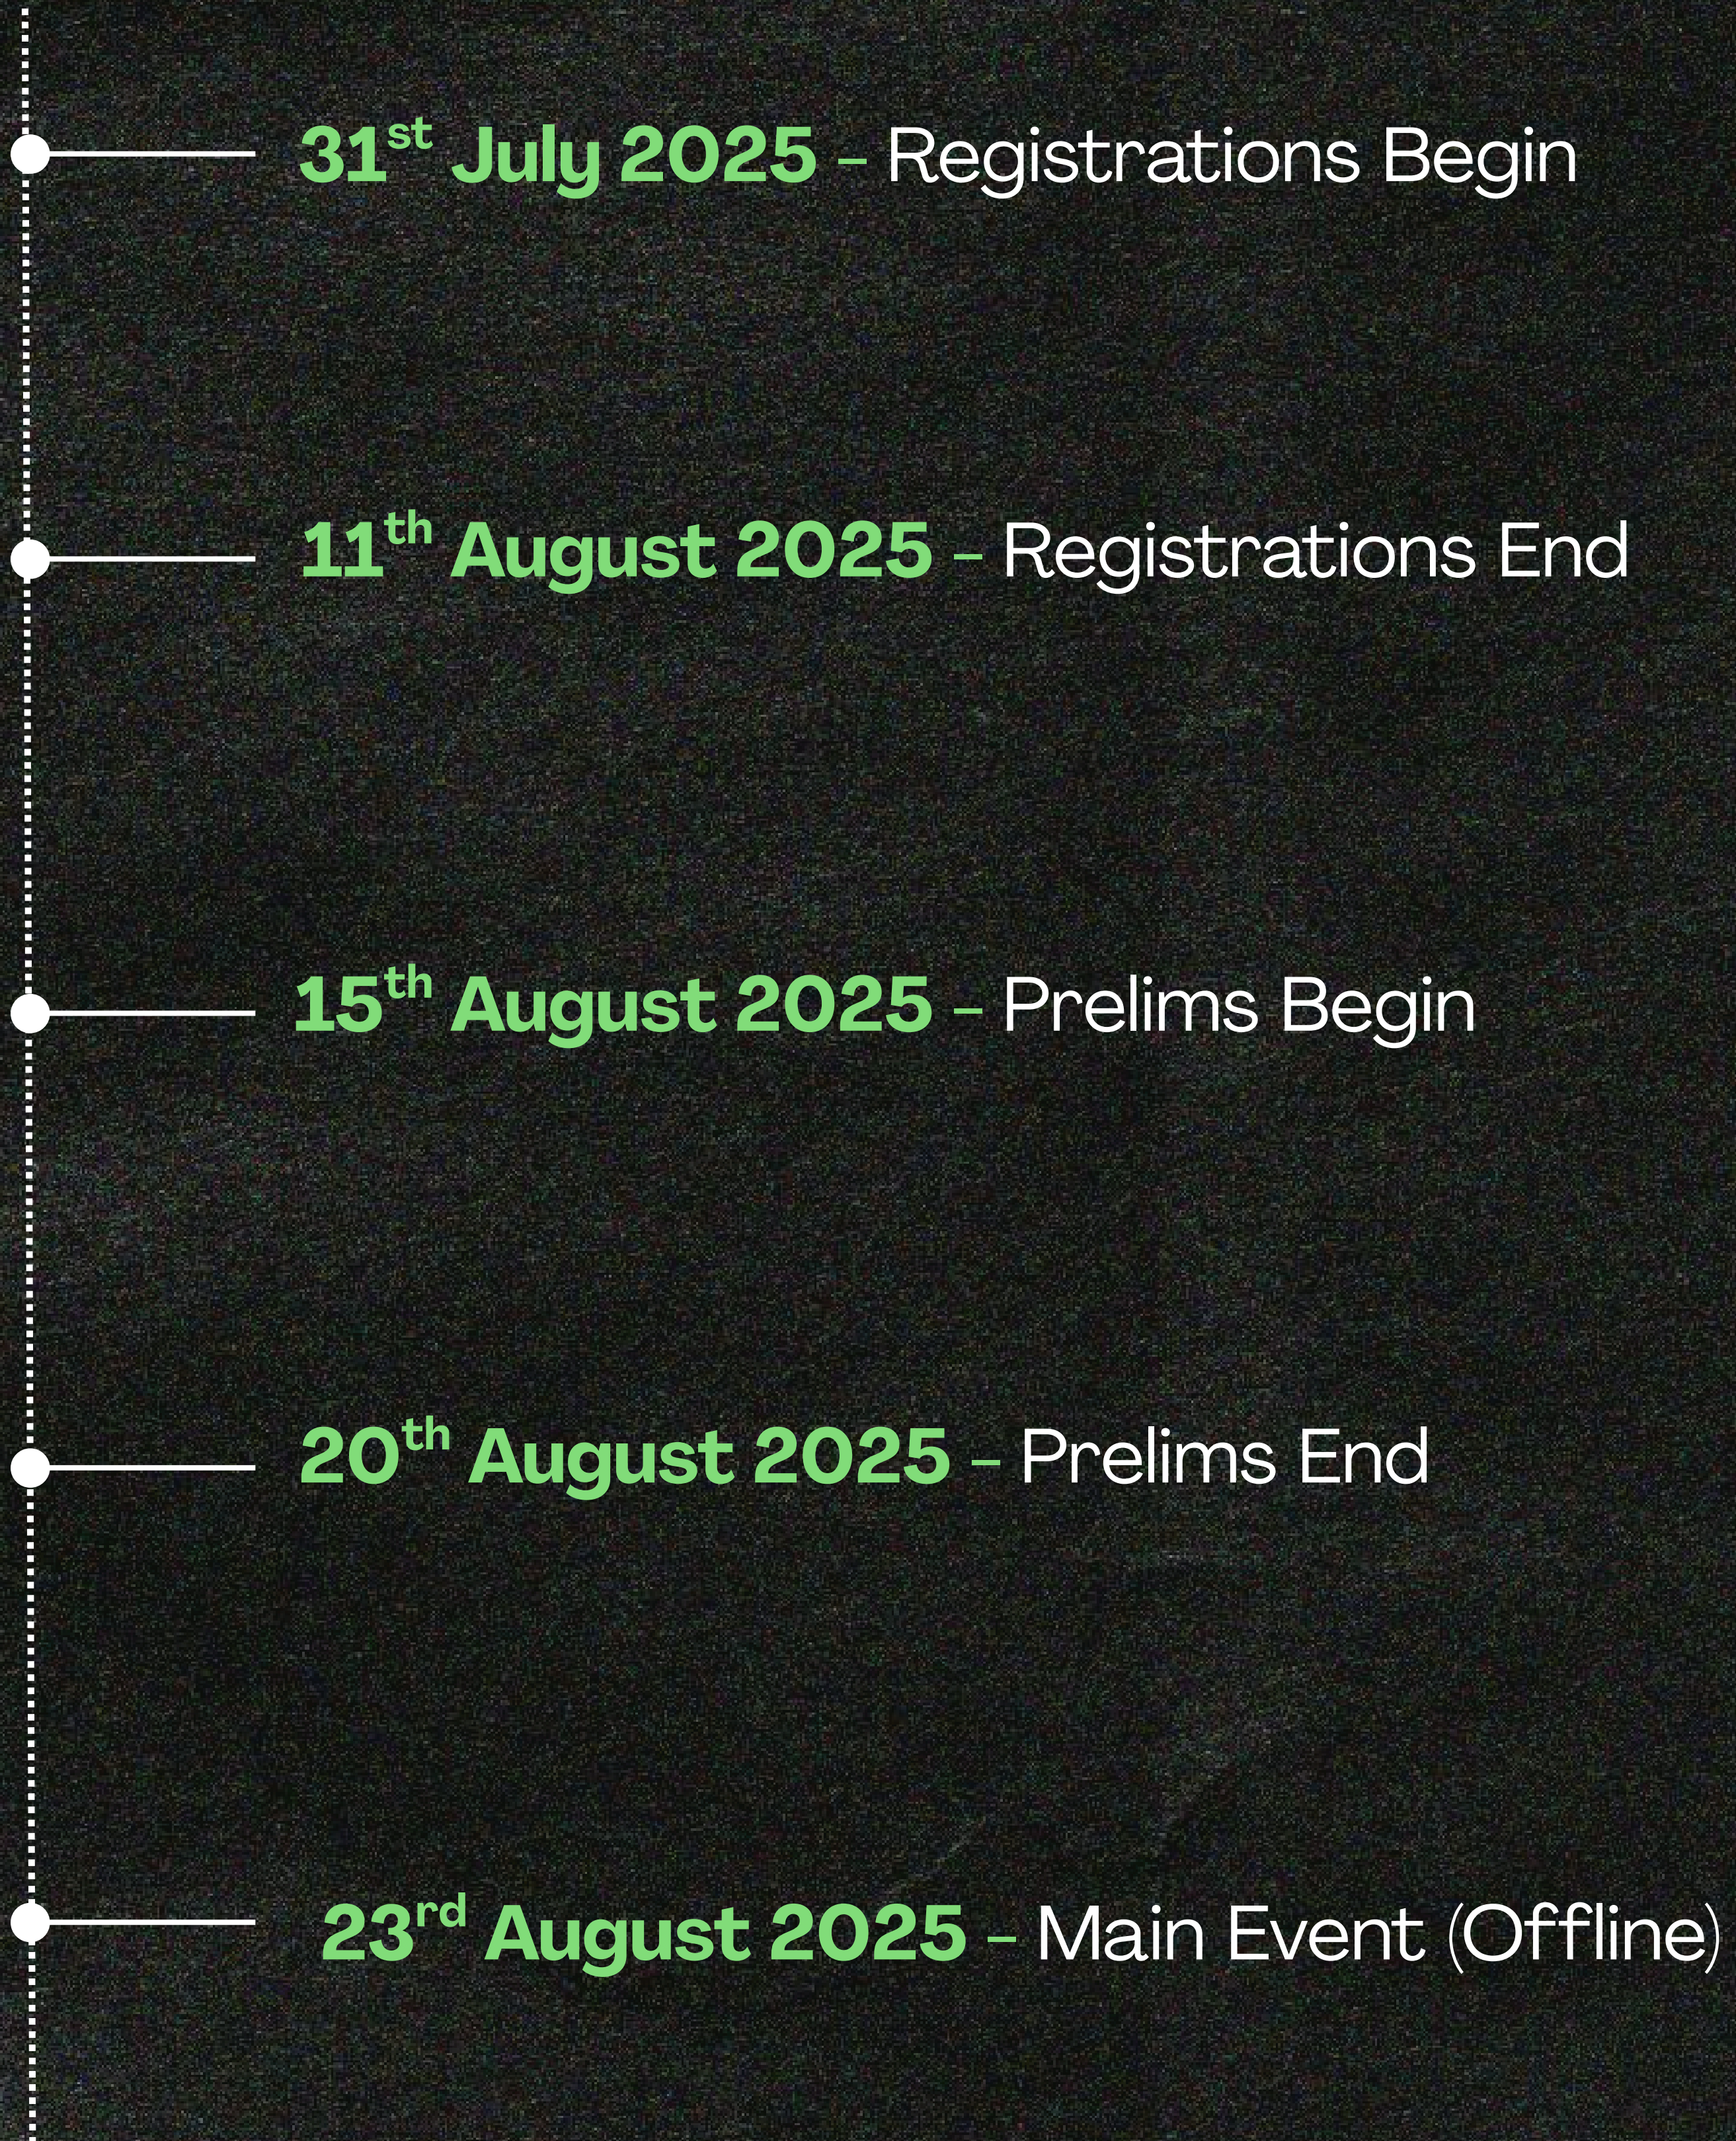 31st July 2025 – Registrations Begin
11th August 2025 – Registrations End
15th August 2025 – Prelims Begin
20th August 2025 – Prelims End
23rd August 2025 – Main Event (Offline)